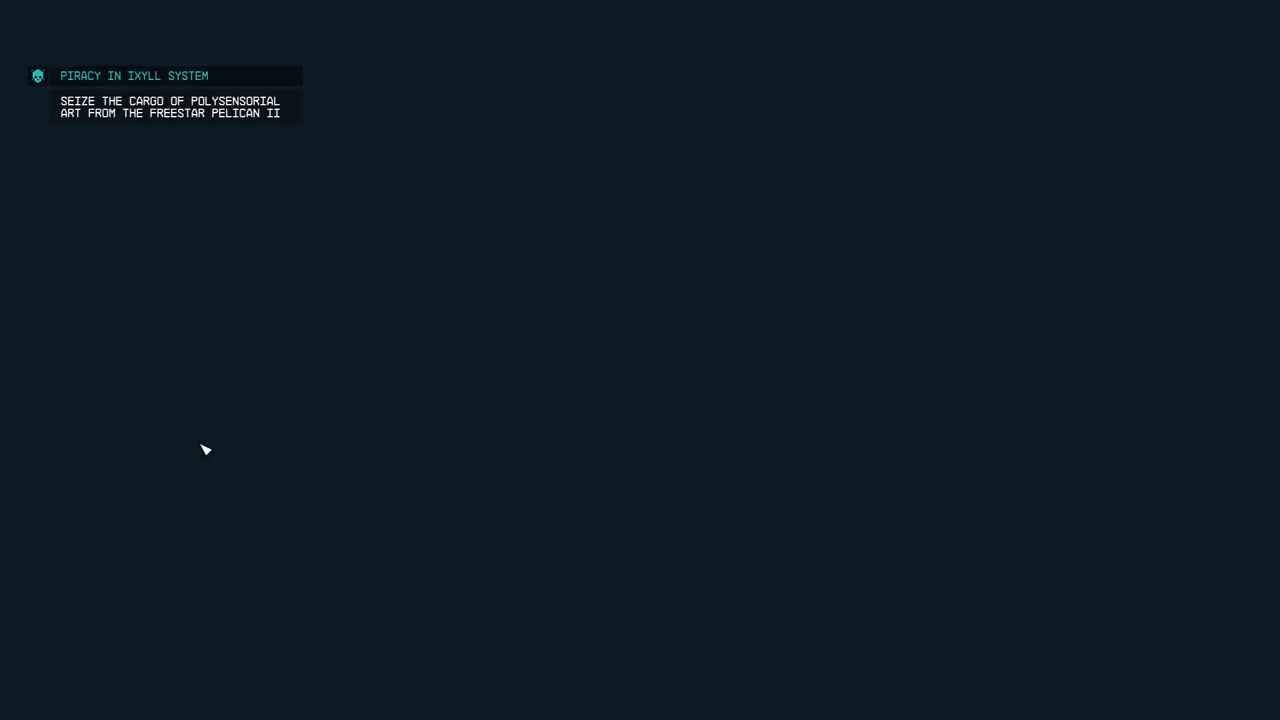 PIRACY IN IXYLL SYSTEM
SEIZE THE CARGO OF POLYSENSORIAL
ART FROM THE FREESTAR PELICAN II